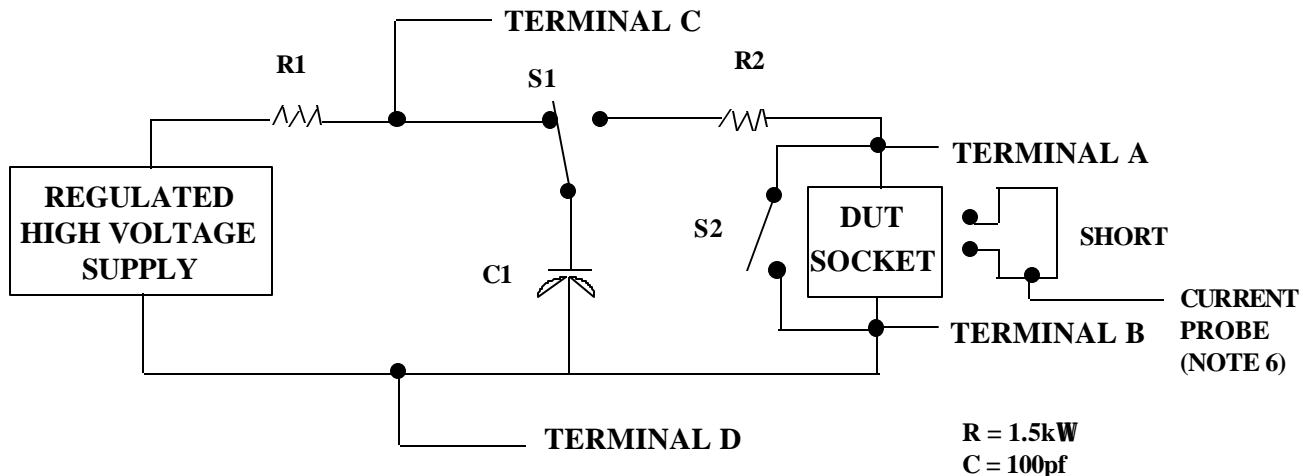 TERMINAL C
R1
S1
R2
REGULATED
HIGH VOLTAGE
SUPPLY
TERMINAL A
DUT
SOCKET
S2
SHORT
C1
CURRENT
PROBE
(NOTE 6)
TERMINAL B
TERMINAL D
R = 1.5kW
C = 100pf